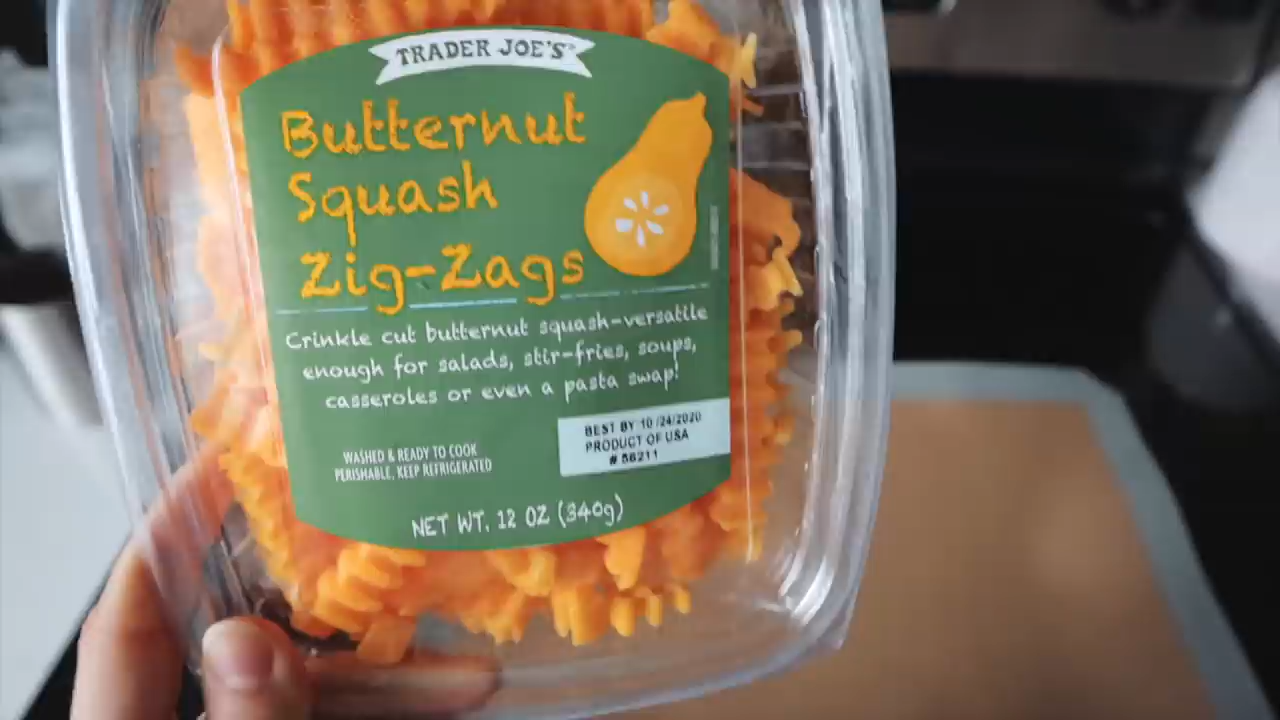 TRADER JOE'S
Butternut
Squash
Zig-Zags
Crinkle cut butternut squash-versatile
enough for salads, stir-fries, soups,
casseroles or even a pasta swap!
WASHED & READY TO COOK
PERISHABLE, KEEP REFRIGERATED
BEST BY 10/24/2020
PRODUCT OF USA
# 56211
NET WT. 12 OZ (340g)